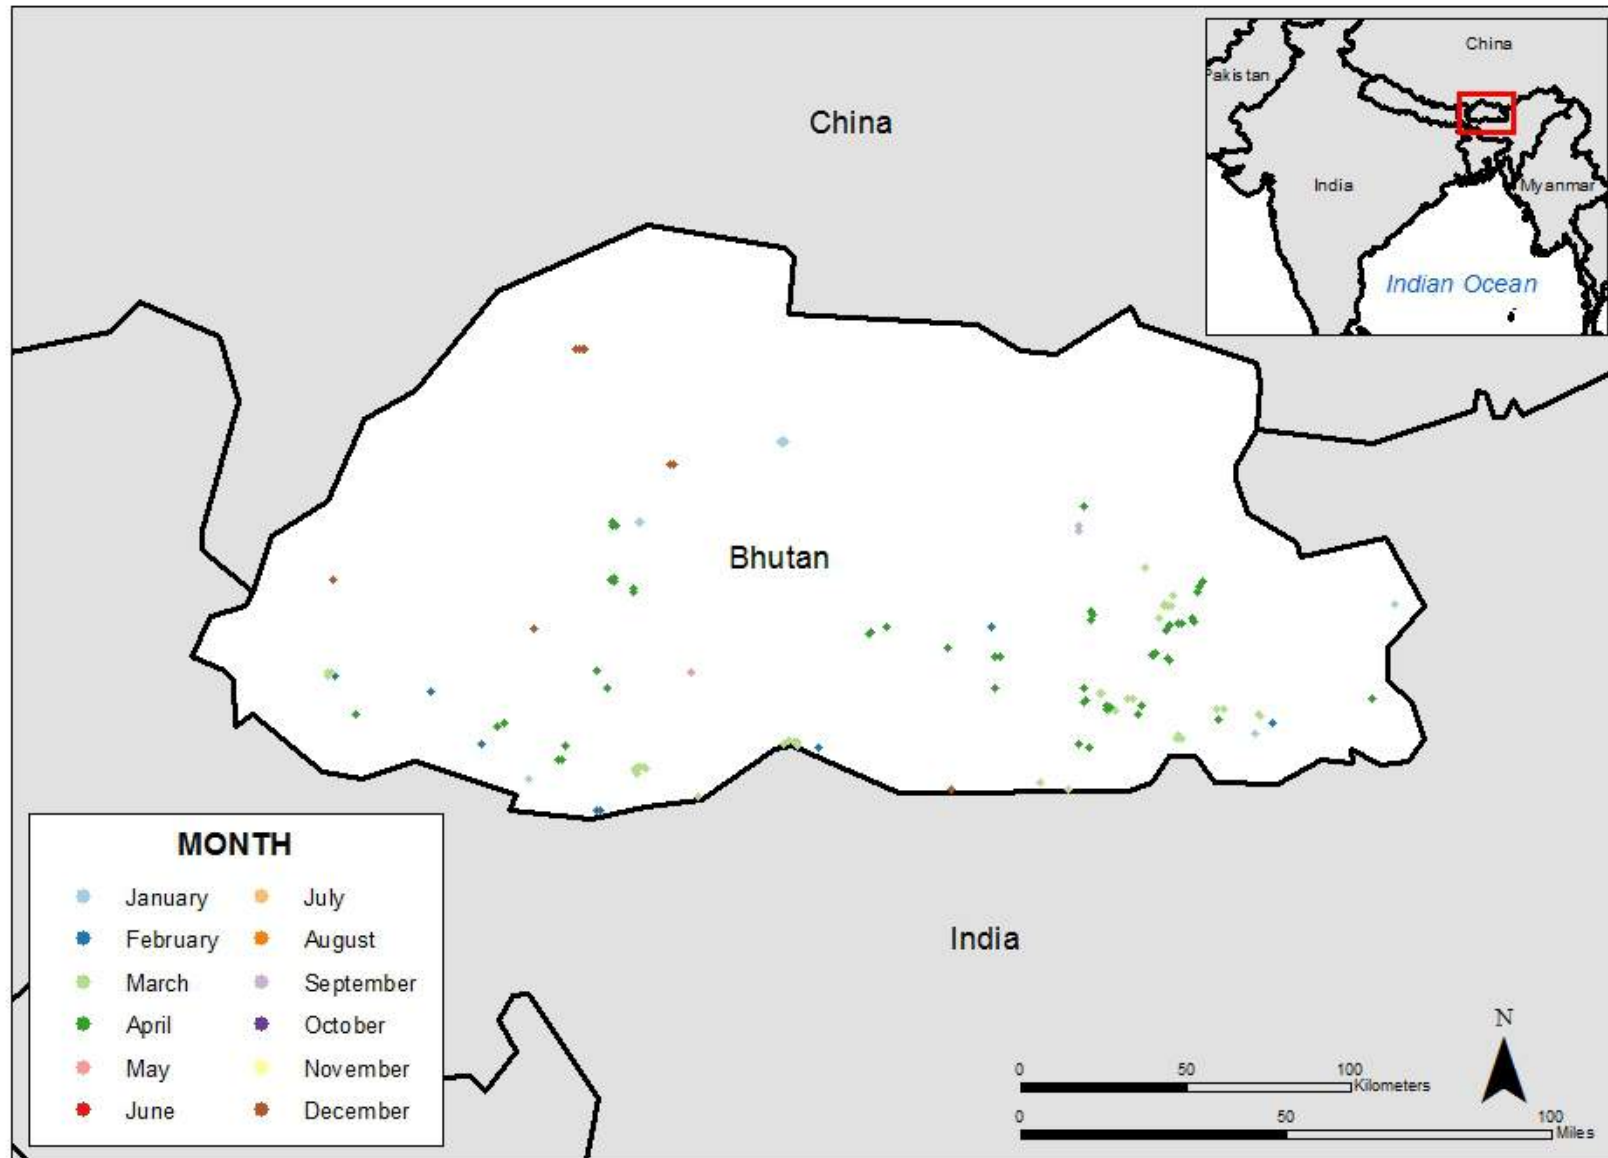 China
Pakistan
China
India
Myanmar
Indian Ocean
Bhutan
India
MONTH
January
February
March
April
May
June
July
August
September
October
November
December
N
0 50 100
Kilometers
0 50 100
Miles